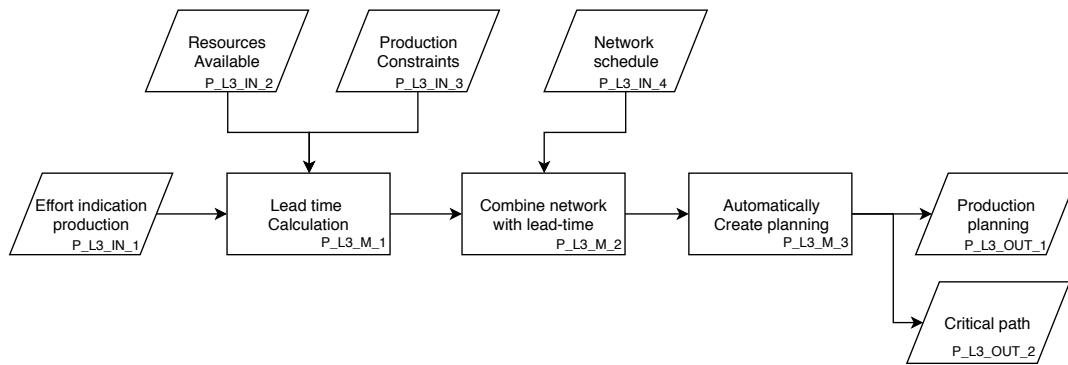 Resources
Available
P_L3_IN_2
Production
Constraints
P_L3_IN_3
Network
schedule
P_L3_IN_4
Effort indication
production
P_L3_IN_1
Lead time
Calculation
P_L3_M_1
Combine network
with lead-time
P_L3_M_2
Automatically
Create planning
P_L3_M_3
Production
planning
P_L3_OUT_1
Critical path
P_L3_OUT_2